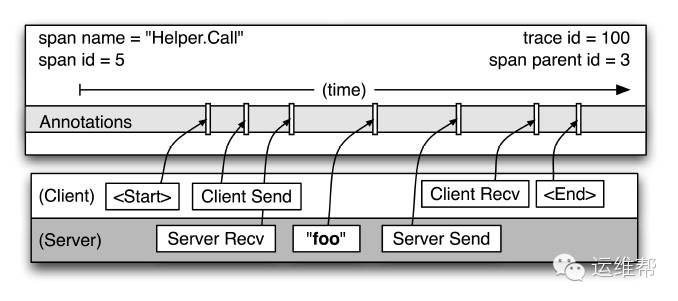 span name = "Helper.Call"
trace id = 100
span id = 5
span parent id = 3
(time)
Annotations
(Client)
<Start>
Client Send
Client Recv
<End>
(Server)
Server Recv
"foo"
Server Send
运维帮